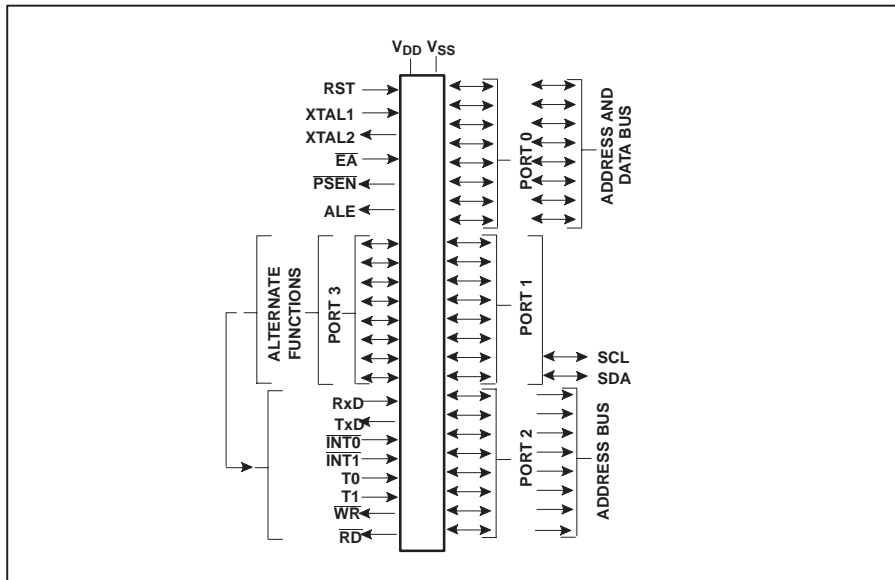 VDD VSS
RST
XTAL1
XTAL2
EA
PSEN
ALE
PORT 0
ADDRESS AND
DATA BUS
ALTERNATE
FUNCTIONS
PORT 3
PORT 1
SCL
SDA
RxD
TxD
INT0
INT1
T0
T1
WR
RD
PORT 2
ADDRESS BUS